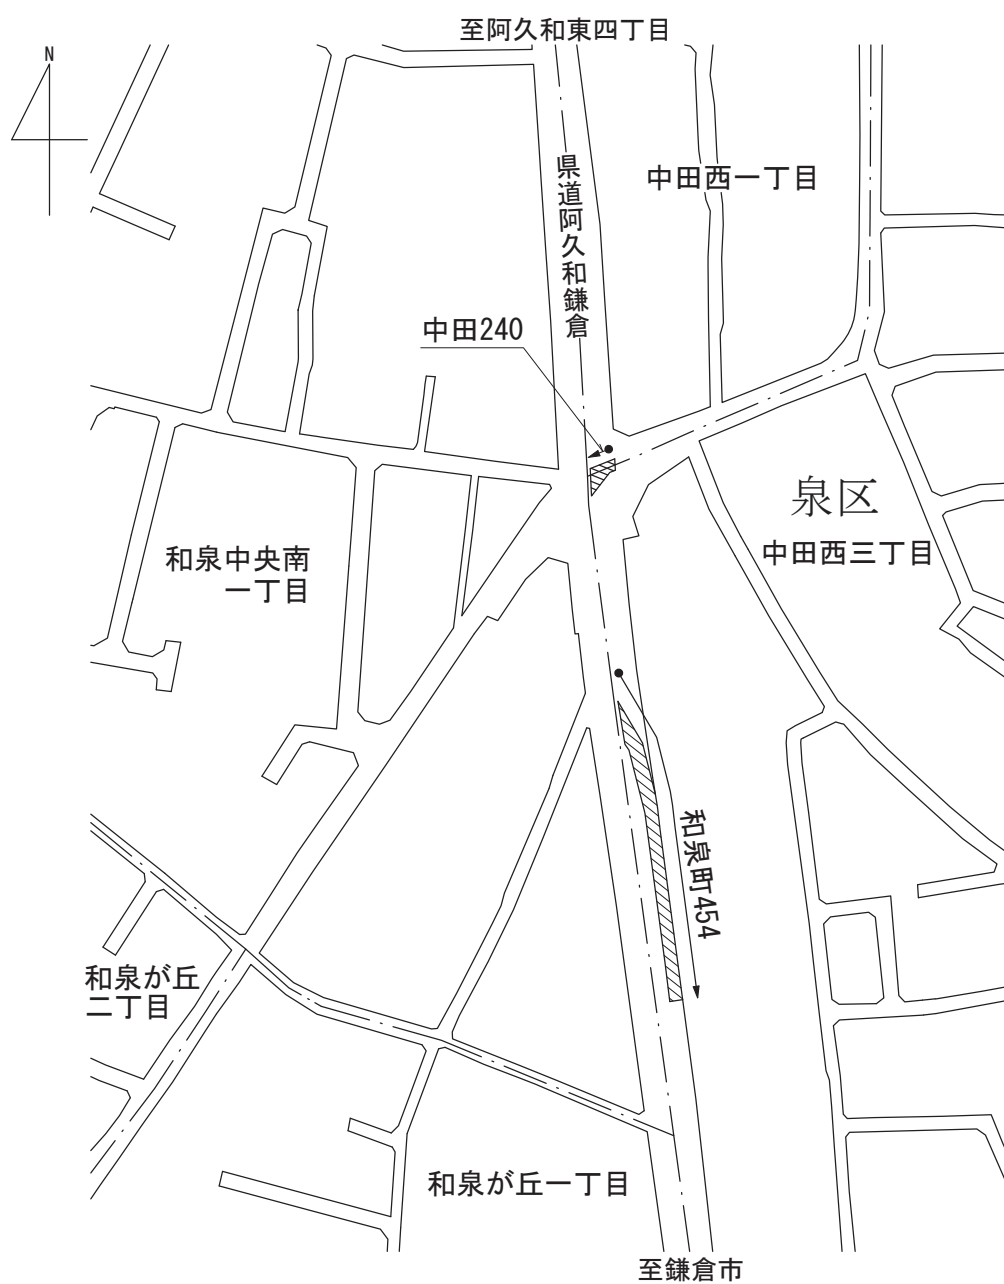 至阿久和東四丁目
N
県道阿久和鎌倉
中田西一丁目
中田240
泉区
中田西三丁目
和泉中央南
一丁目
和泉町454
和泉が丘
二丁目
和泉が丘一丁目
至鎌倉市